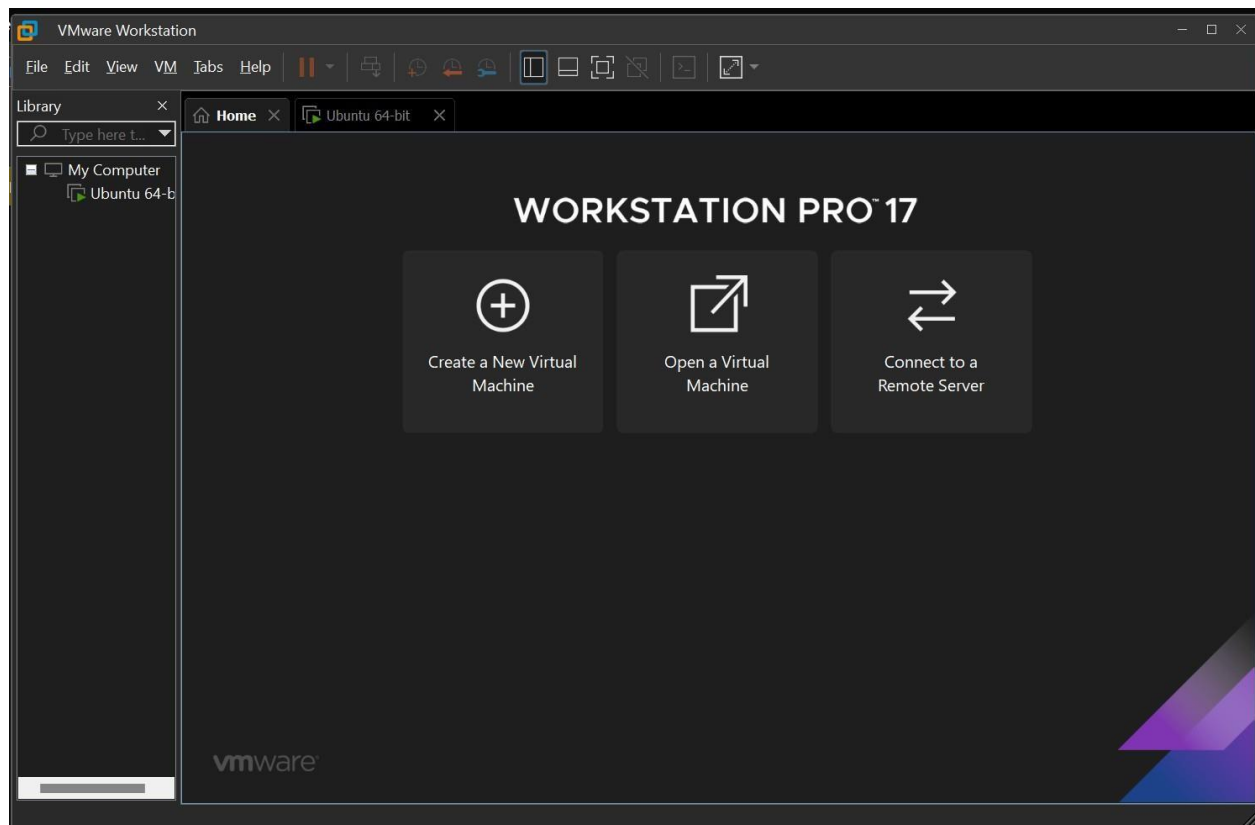 VMware Workstation
File Edit View VM Tabs Help
Library
Type here t...
My Computer
Ubuntu 64-b
Home
Ubuntu 64-bit
WORKSTATION PRO™ 17
Create a New Virtual
Machine
Open a Virtual
Machine
Connect to a
Remote Server
vmware®